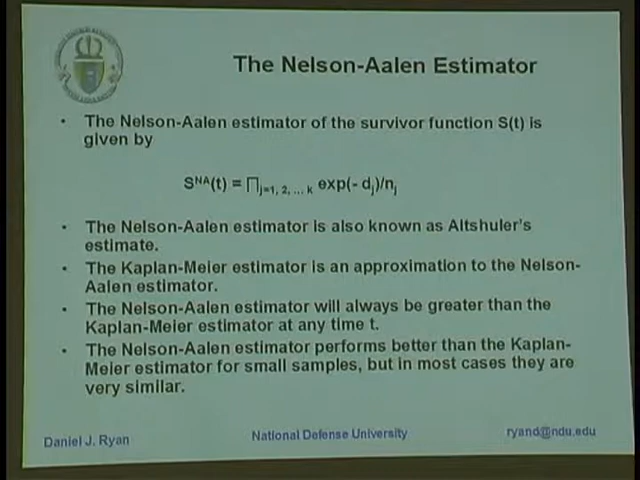 The Nelson-Aalen Estimator
• The Nelson-Aalen estimator of the survivor function S(t) is
given by
Sᴺᴬ(t) = ∏j=1, 2, ... k exp(- dj)/nj
• The Nelson-Aalen estimator is also known as Altshuler's
estimate.
• The Kaplan-Meier estimator is an approximation to the Nelson-
Aalen estimator.
• The Nelson-Aalen estimator will always be greater than the
Kaplan-Meier estimator at any time t.
• The Nelson-Aalen estimator performs better than the Kaplan-
Meier estimator for small samples, but in most cases they are
very similar.
Daniel J. Ryan
National Defense University
ryand@ndu.edu